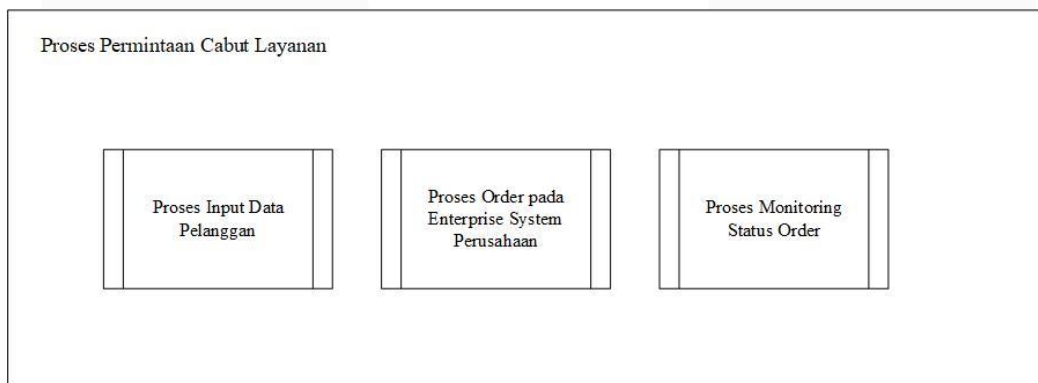 Proses Permintaan Cabut Layanan
Proses Input Data
Pelanggan
Proses Order pada
Enterprise System
Perusahaan
Proses Monitoring
Status Order